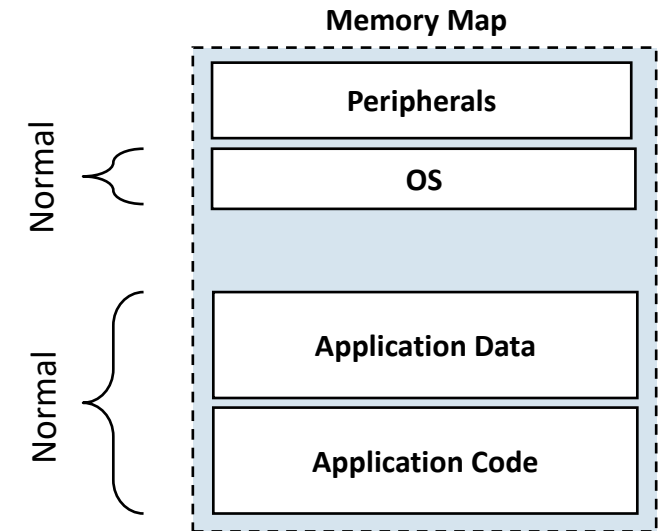 Memory Map
Peripherals
Normal
OS
Normal
Application Data
Application Code